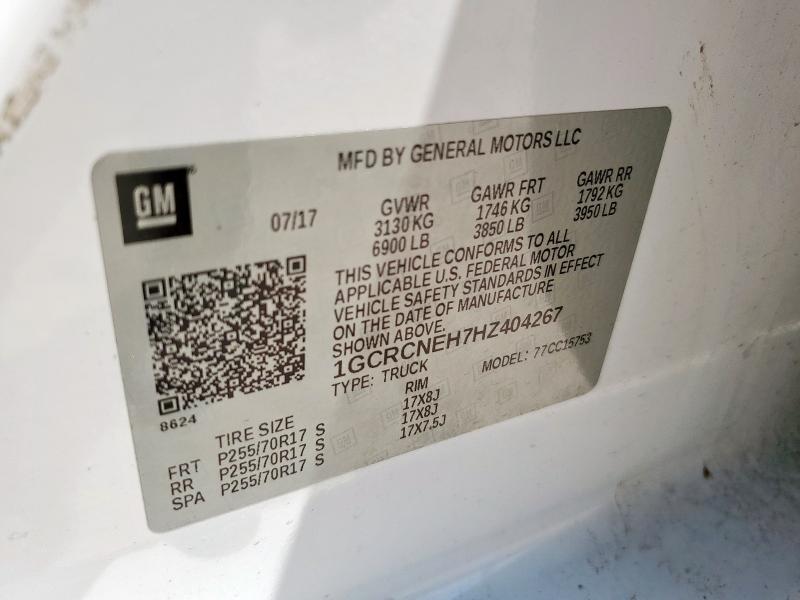 MFD BY GENERAL MOTORS LLC
GM
07/17
GVWR GAWR FRT GAWR RR
3130 KG 1746 KG 1792 KG
6900 LB 3850 LB 3950 LB
THIS VEHICLE CONFORMS TO ALL
APPLICABLE U.S. FEDERAL MOTOR
VEHICLE SAFETY STANDARDS IN EFFECT
ON THE DATE OF MANUFACTURE
SHOWN ABOVE.
1GCRCNEH7HZ404267
TYPE: TRUCK MODEL: 77CC15753
8624
TIRE SIZE RIM
FRT P255/70R17 S 17X8J
RR P255/70R17 S 17X8J
SPA P255/70R17 S 17X7.5J